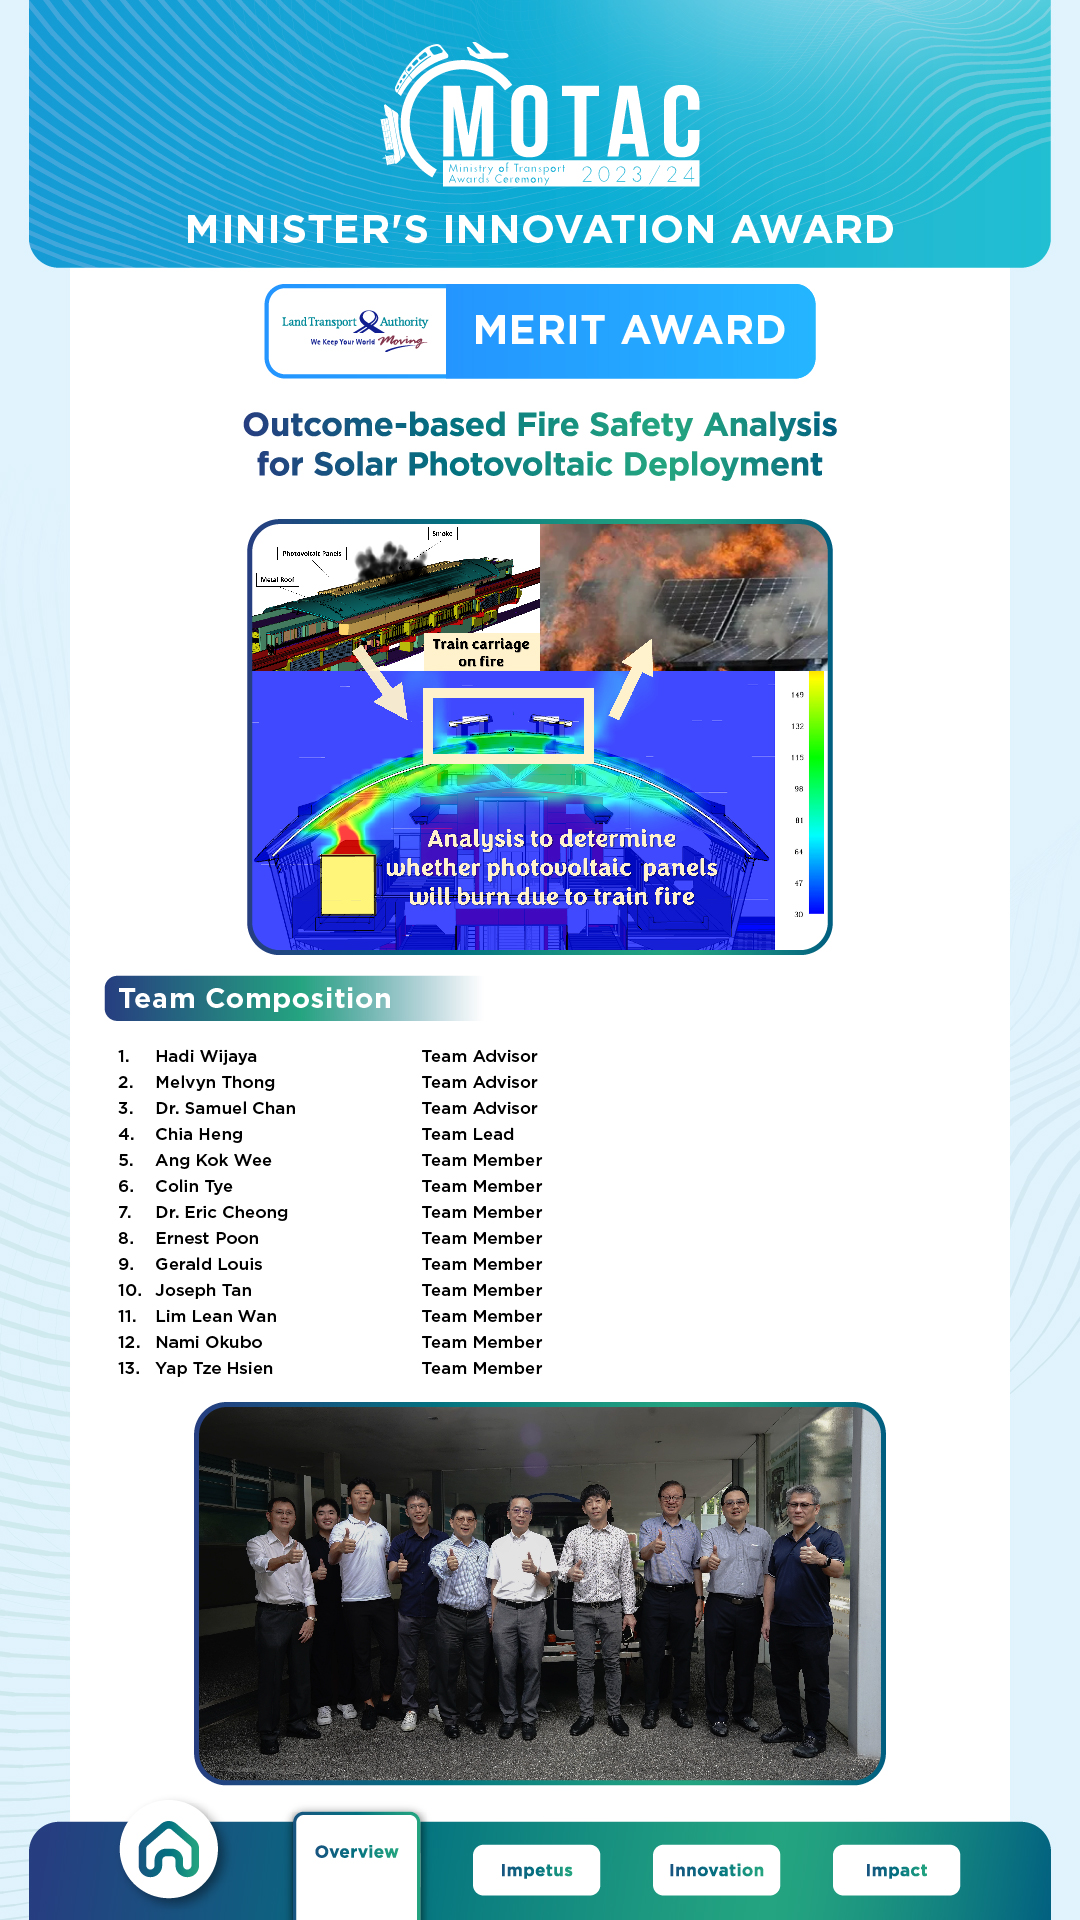 MOTAC
Ministry of Transport
Awards Ceremony 2023/24
MINISTER'S INNOVATION AWARD
Land Transport Authority
We Keep Your World Moving
MERIT AWARD
Outcome-based Fire Safety Analysis
for Solar Photovoltaic Deployment
Smoke
Photovoltaic Panels
Metal Roof
Train carriage
on fire
149
132
115
98
81
64
47
30
Analysis to determine
whether photovoltaic panels
will burn due to train fire
Team Composition
1. Hadi Wijaya Team Advisor
2. Melvyn Thong Team Advisor
3. Dr. Samuel Chan Team Advisor
4. Chia Heng Team Lead
5. Ang Kok Wee Team Member
6. Colin Tye Team Member
7. Dr. Eric Cheong Team Member
8. Ernest Poon Team Member
9. Gerald Louis Team Member
10. Joseph Tan Team Member
11. Lim Lean Wan Team Member
12. Nami Okubo Team Member
13. Yap Tze Hsien Team Member
Overview
Impetus
Innovation
Impact